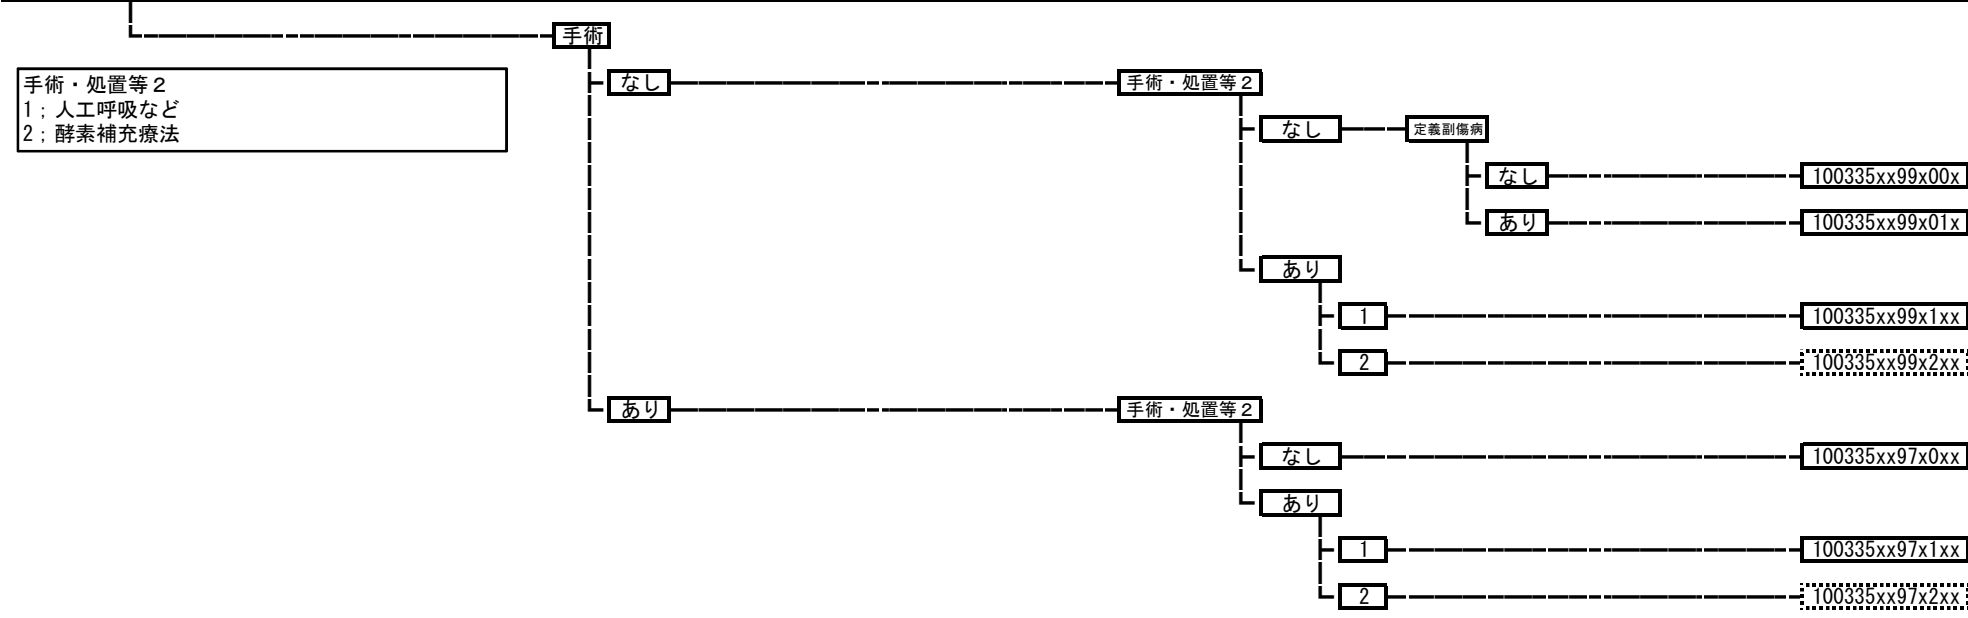 手術
手術・処置等２
1；人工呼吸など
2；酵素補充療法
なし
手術・処置等２
なし
定義副傷病
なし
100335xx99x00x
あり
100335xx99x01x
あり
1
100335xx99x1xx
2
100335xx99x2xx
あり
手術・処置等２
なし
100335xx97x0xx
あり
1
100335xx97x1xx
2
100335xx97x2xx